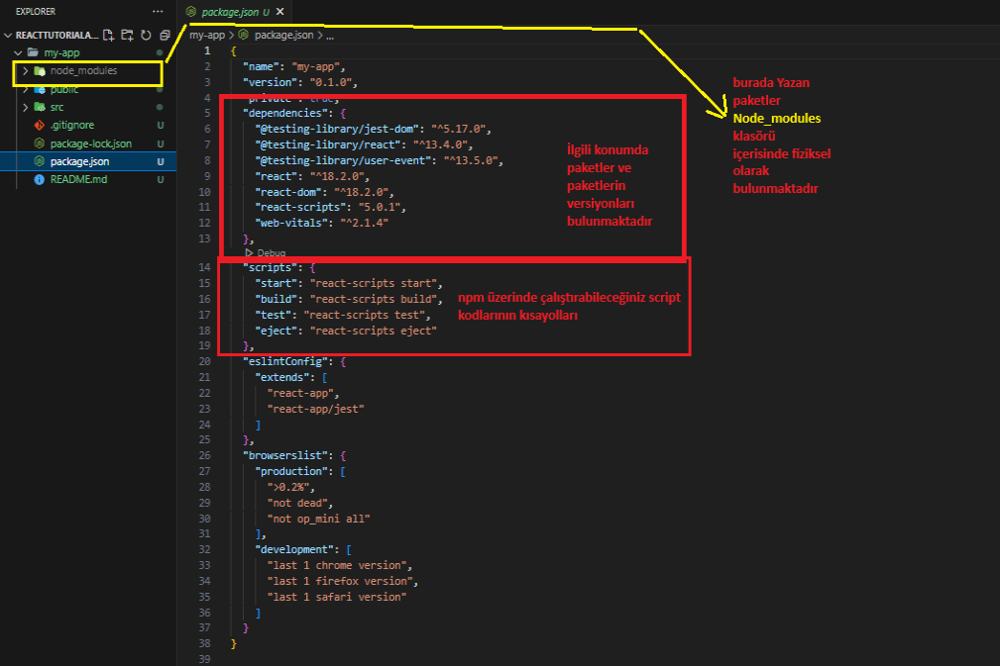 EXPLORER ...
REACTTUTORIALA...
my-app
node_modules
public
src
.gitignore U
package-lock.json U
package.json U
README.md U
package.json U ×
my-app > package.json > ...
1 {
2 "name": "my-app",
3 "version": "0.1.0",
4 "private": true,
5 "dependencies": {
6 "@testing-library/jest-dom": "^5.17.0",
7 "@testing-library/react": "^13.4.0",
8 "@testing-library/user-event": "^13.5.0",
9 "react": "^18.2.0",
10 "react-dom": "^18.2.0",
11 "react-scripts": "5.0.1",
12 "web-vitals": "^2.1.4"
13 },
Debug
14 "scripts": {
15 "start": "react-scripts start",
16 "build": "react-scripts build",
17 "test": "react-scripts test",
18 "eject": "react-scripts eject"
19 },
20 "eslintConfig": {
21 "extends": [
22 "react-app",
23 "react-app/jest"
24 ]
25 },
26 "browserslist": {
27 "production": [
28 ">0.2%",
29 "not dead",
30 "not op_mini all"
31 ],
32 "development": [
33 "last 1 chrome version",
34 "last 1 firefox version",
35 "last 1 safari version"
36 ]
37 }
38 }
39
İlgili konumda
paketler ve
paketlerin
versiyonları
bulunmaktadır
npm üzerinde çalıştırabileceğiniz script
kodlarının kısayolları
burada Yazan
paketler
Node_modules
klasörü
içerisinde fiziksel
olarak
bulunmaktadır